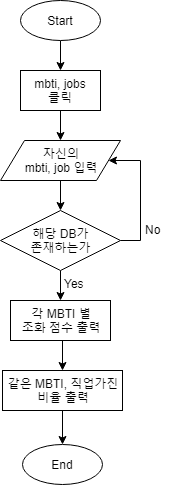 Start
mbti, jobs
클릭
자신의
mbti, job 입력
해당 DB가
존재하는가
No
Yes
각 MBTI 별
조화 점수 출력
같은 MBTI, 직업가진
비율 출력
End